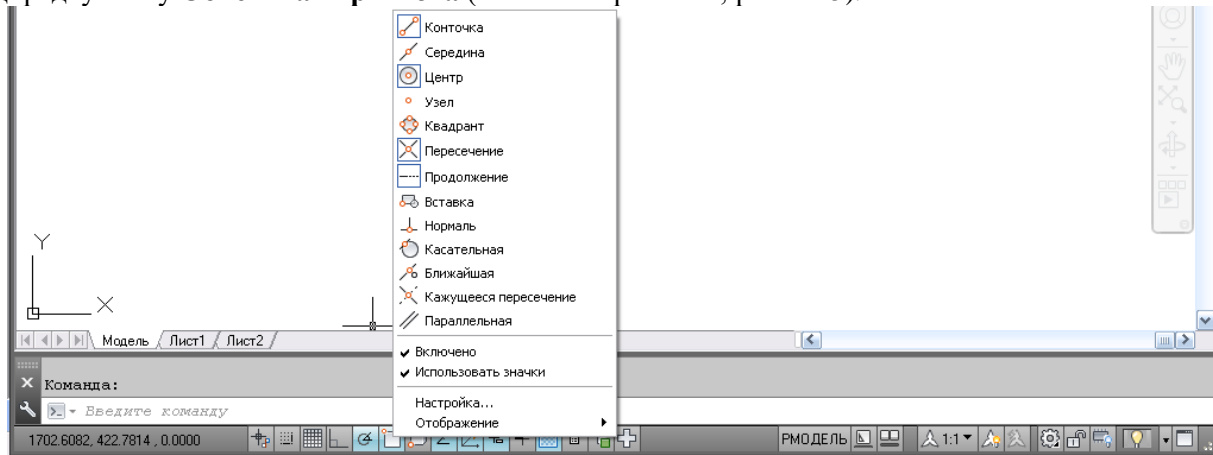 Конточка
Середина
Центр
Узел
Квадрант
Пересечение
Продолжение
Вставка
Нормаль
Касательная
Ближайшая
Кажущееся пересечение
Параллельная
Включено
Использовать значки
Настройка...
Отображение
Y
X
Модель / Лист1 / Лист2 /
Команда:
Введите команду
1702.6082, 422.7814 , 0.0000
РМОДЕЛЬ
1:1